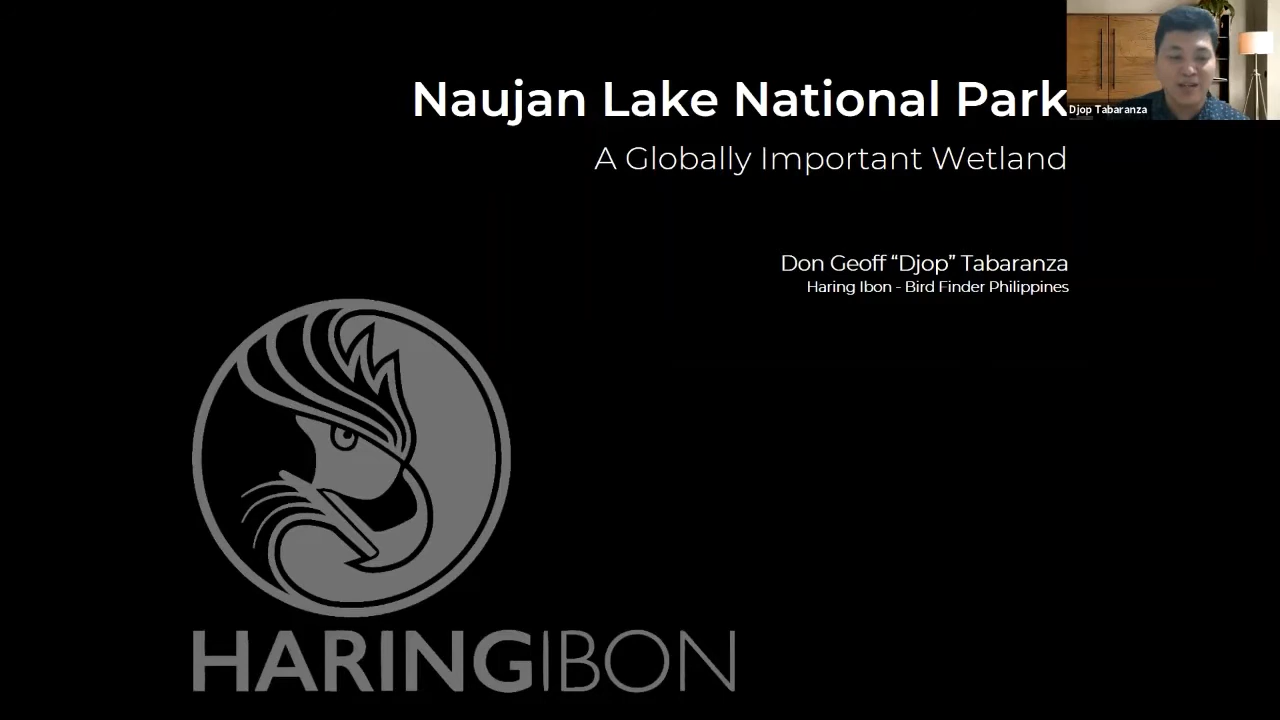 Naujan Lake National Park
A Globally Important Wetland
Djop Tabaranza
Don Geoff “Djop” Tabaranza
Haring Ibon - Bird Finder Philippines
HARINGIBON